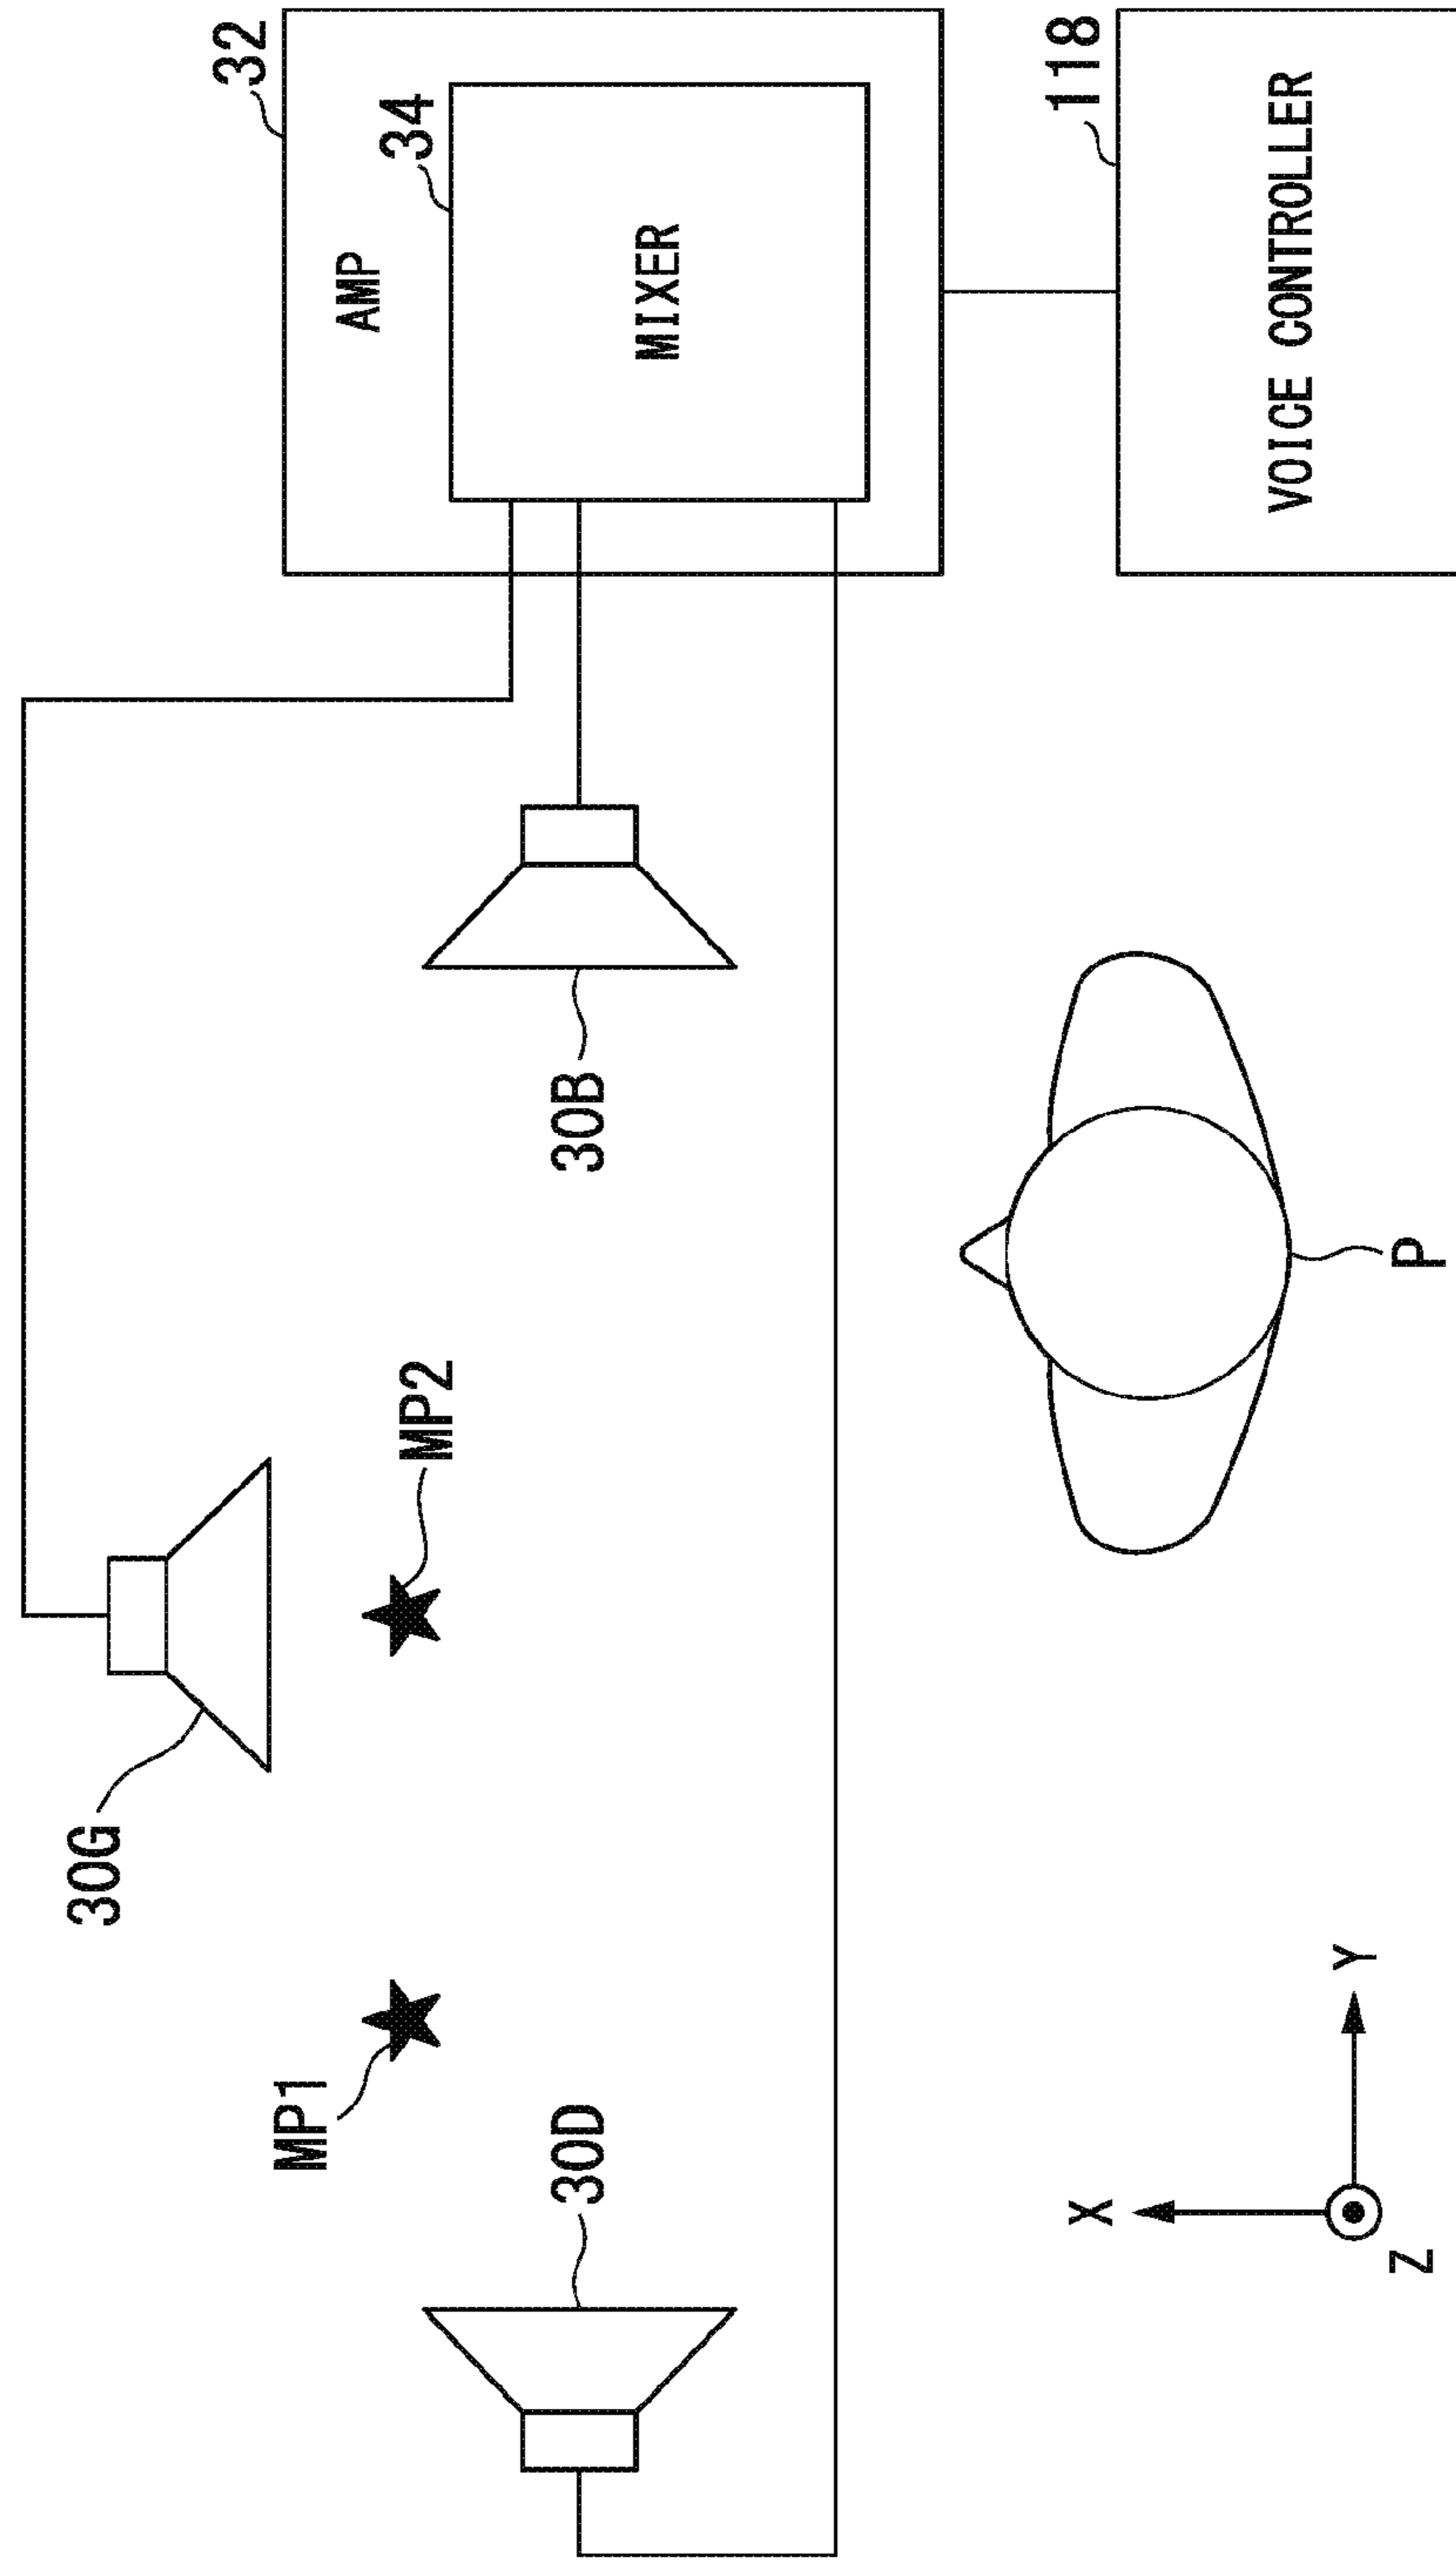 32
34
AMP
MIXER
118
VOICE CONTROLLER
30G
MP1
MP2
30D
30B
P
X
Y
Z